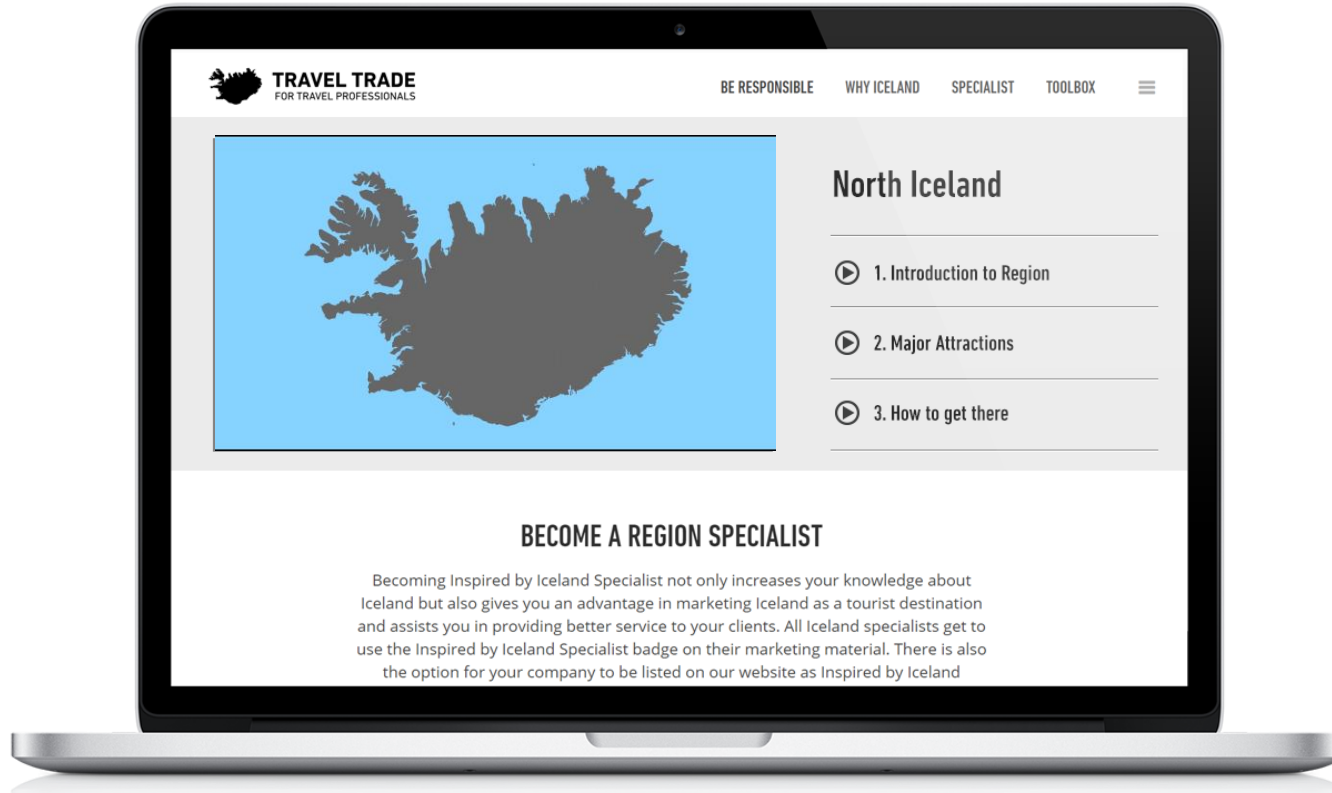 TRAVEL TRADE
FOR TRAVEL PROFESSIONALS
BE RESPONSIBLE WHY ICELAND SPECIALIST TOOLBOX
North Iceland
1. Introduction to Region
2. Major Attractions
3. How to get there
BECOME A REGION SPECIALIST
Becoming Inspired by Iceland Specialist not only increases your knowledge about
Iceland but also gives you an advantage in marketing Iceland as a tourist destination
and assists you in providing better service to your clients. All Iceland specialists get to
use the Inspired by Iceland Specialist badge on their marketing material. There is also
the option for your company to be listed on our website as Inspired by Iceland